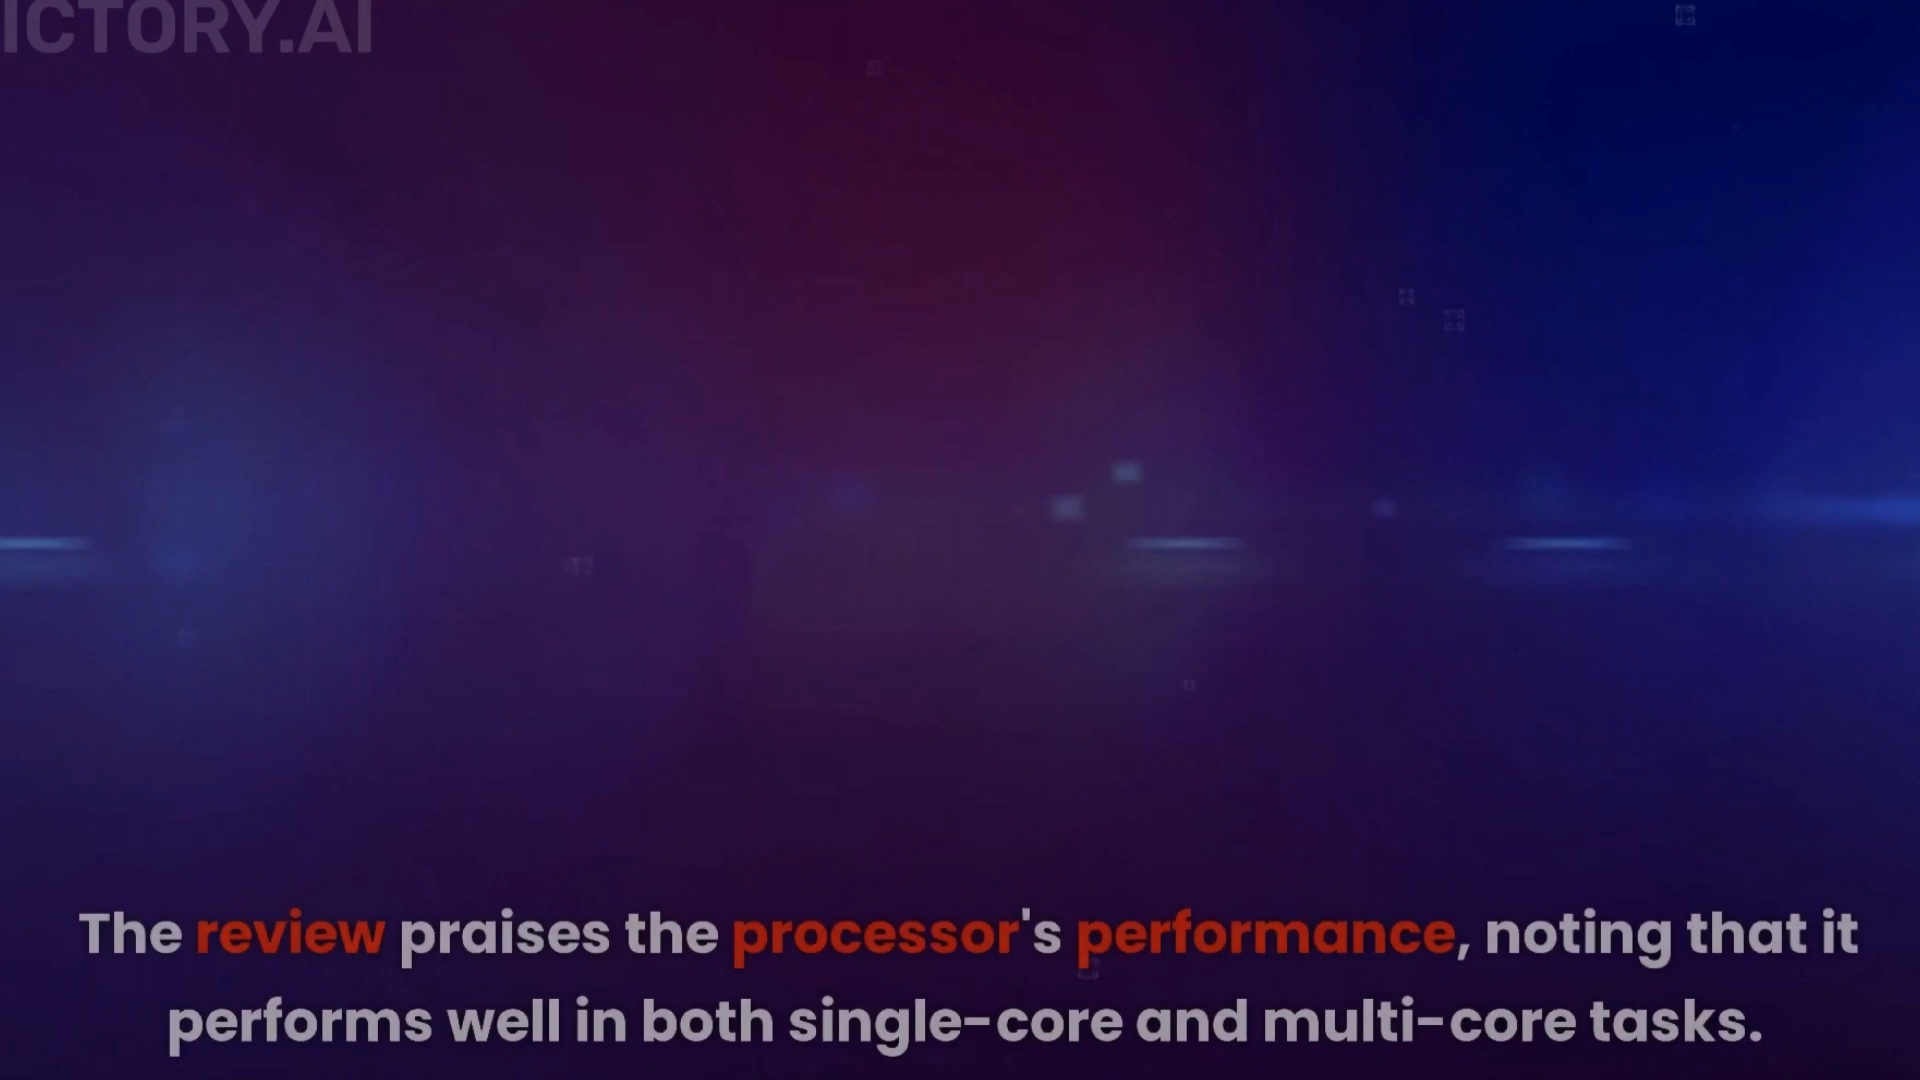 ICTORY.AI
The review praises the processor's performance, noting that it
performs well in both single-core and multi-core tasks.